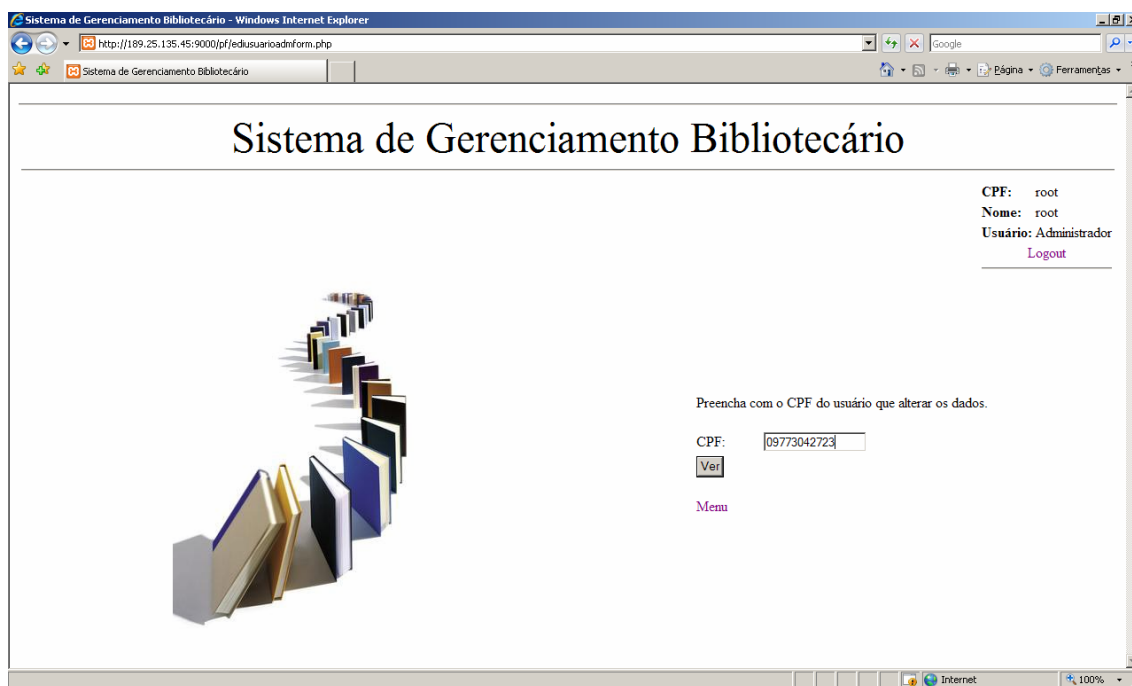 Sistema de Gerenciamento Bibliotecário - Windows Internet Explorer
http://189.25.135.45:9000/pf/ediusuarioadmform.php
Google
Sistema de Gerenciamento Bibliotecário
Página
Ferramentas
Sistema de Gerenciamento Bibliotecário
CPF: root
Nome: root
Usuário: Administrador
Logout
Preencha com o CPF do usuário que alterar os dados.
CPF: 09773042723
Ver
Menu
Internet
100%